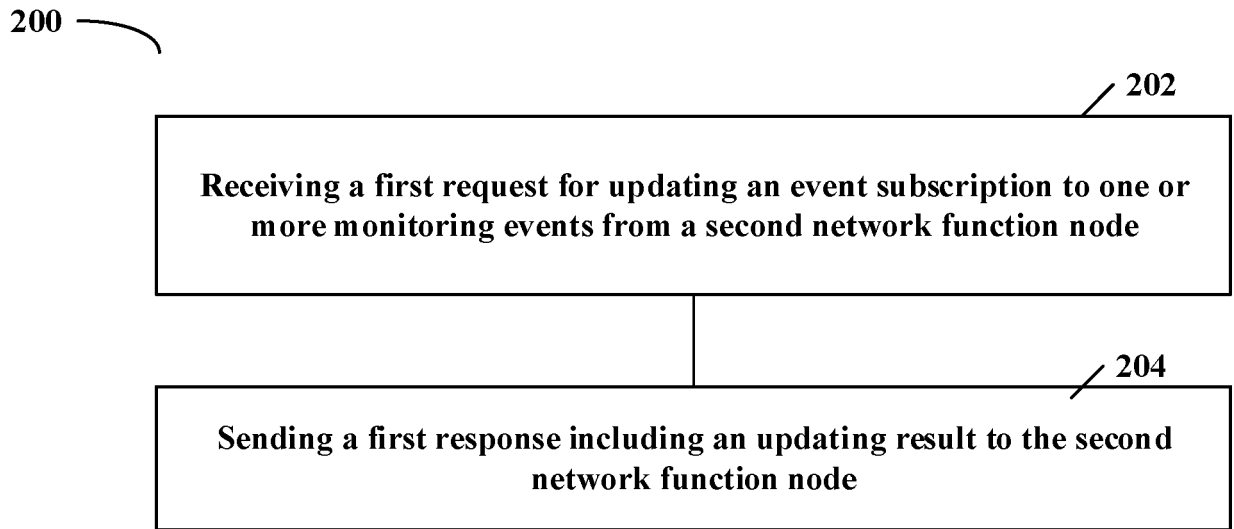 200
202
Receiving a first request for updating an event subscription to one or
more monitoring events from a second network function node
204
Sending a first response including an updating result to the second
network function node